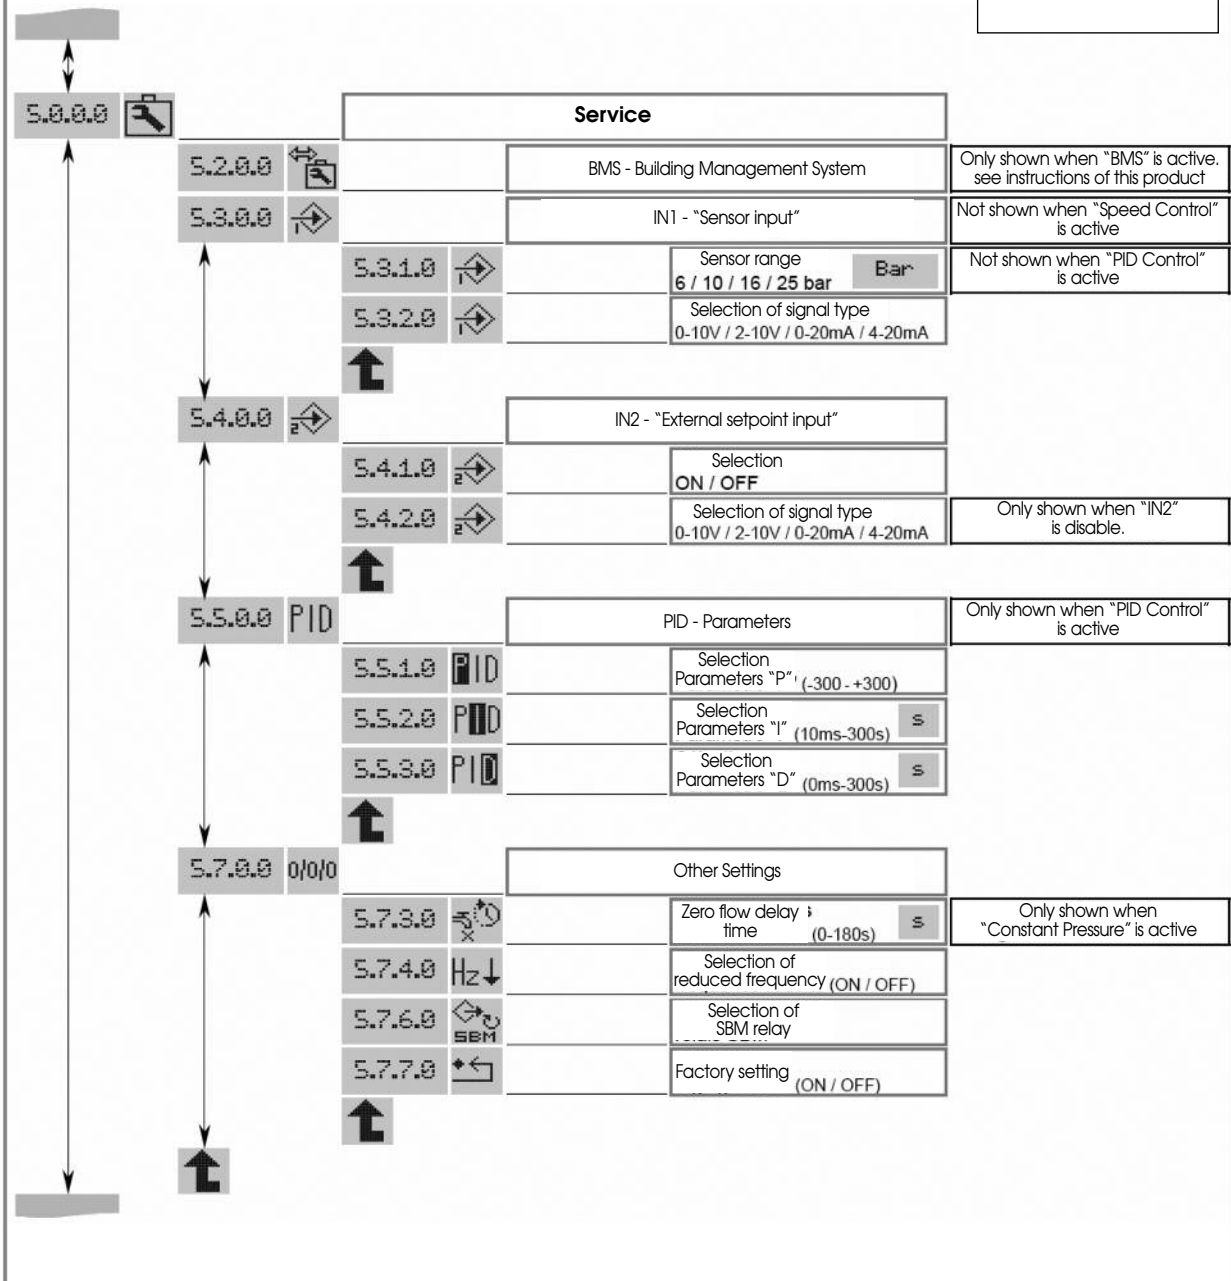 5.0.0.0
Service
5.2.0.0
BMS - Building Management System
Only shown when "BMS" is active.
see instructions of this product
5.3.0.0
1
IN1 - "Sensor input"
Not shown when "Speed Control"
is active
5.3.1.0
1
Sensor range
6 / 10 / 16 / 25 bar
Bar
Not shown when "PID Control"
is active
5.3.2.0
1
Selection of signal type
0-10V / 2-10V / 0-20mA / 4-20mA
5.4.0.0
2
IN2 - "External setpoint input"
5.4.1.0
2
Selection
ON / OFF
5.4.2.0
2
Selection of signal type
0-10V / 2-10V / 0-20mA / 4-20mA
Only shown when "IN2"
is disable.
5.5.0.0 PID
PID - Parameters
Only shown when "PID Control"
is active
5.5.1.0 PID
Selection
Parameters "P" (-300 - +300)
5.5.2.0 PID
Selection
Parameters "I" (10ms-300s)
s
5.5.3.0 PID
Selection
Parameters "D" (0ms-300s)
s
5.7.0.0 0/0/0
Other Settings
5.7.3.0
Zero flow delay
time (0-180s)
s
Only shown when
"Constant Pressure" is active
5.7.4.0 Hz
Selection of
reduced frequency (ON / OFF)
5.7.6.0
SBM
Selection of
SBM relay
5.7.7.0
Factory setting (ON / OFF)